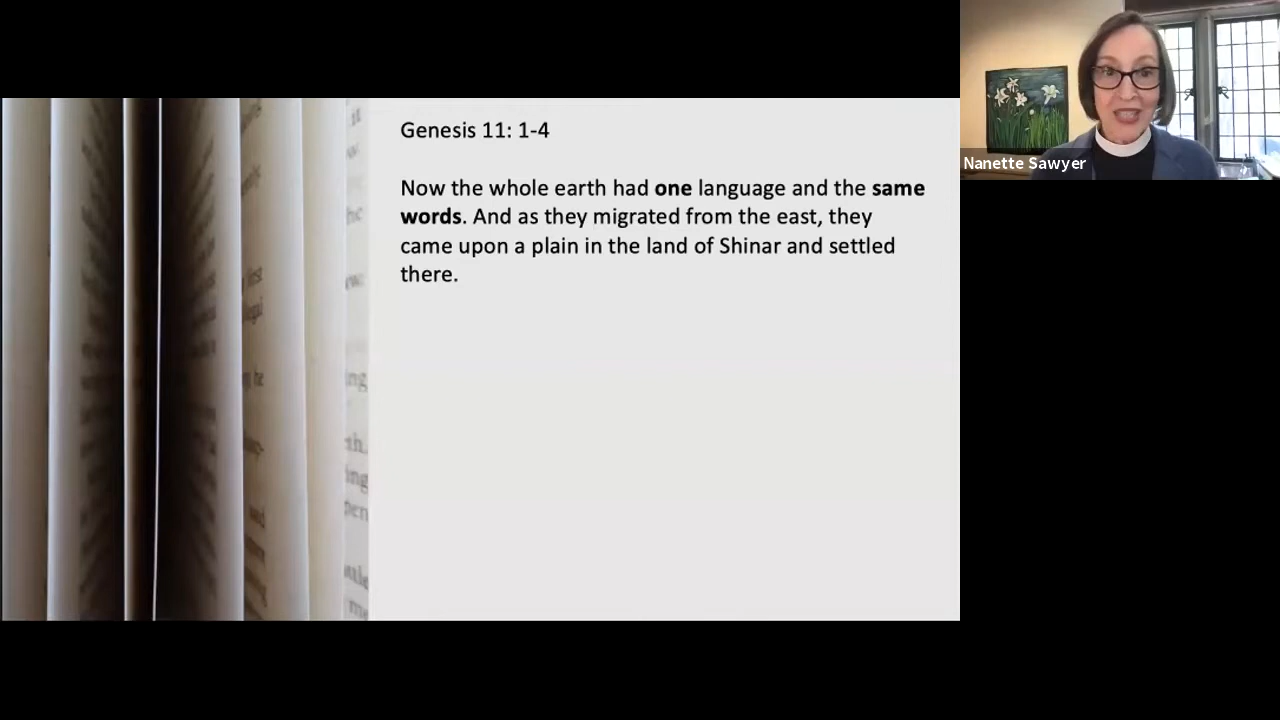 Genesis 11: 1-4
Now the whole earth had one language and the same
words. And as they migrated from the east, they
came upon a plain in the land of Shinar and settled
there.
Nanette Sawyer